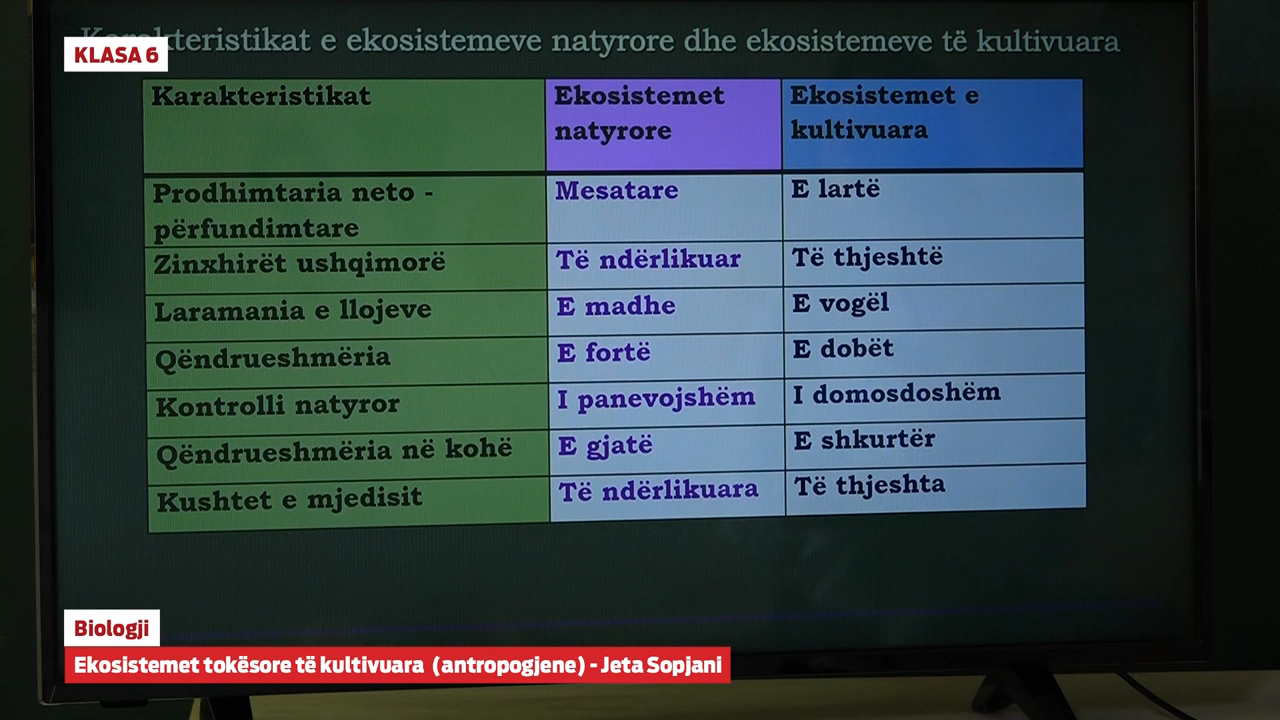 Karakteristikat e ekosistemeve natyrore dhe ekosistemeve të kultivuara
KLASA 6
Karakteristikat
Ekosistemet
natyrore
Ekosistemet e
kultivuara
Prodhimtaria neto -
përfundimtare
Mesatare
E lartë
Zinxhirët ushqimorë
Të ndërlikuar
Të thjeshtë
Laramania e llojeve
E madhe
E vogël
Qëndrueshmëria
E fortë
E dobët
Kontrolli natyror
I panevojshëm
I domosdoshëm
Qëndrueshmëria në kohë
E gjatë
E shkurtër
Kushtet e mjedisit
Të ndërlikuara
Të thjeshta
Biologji
Ekosistemet tokësore të kultivuara (antropogjene) - Jeta Sopjani